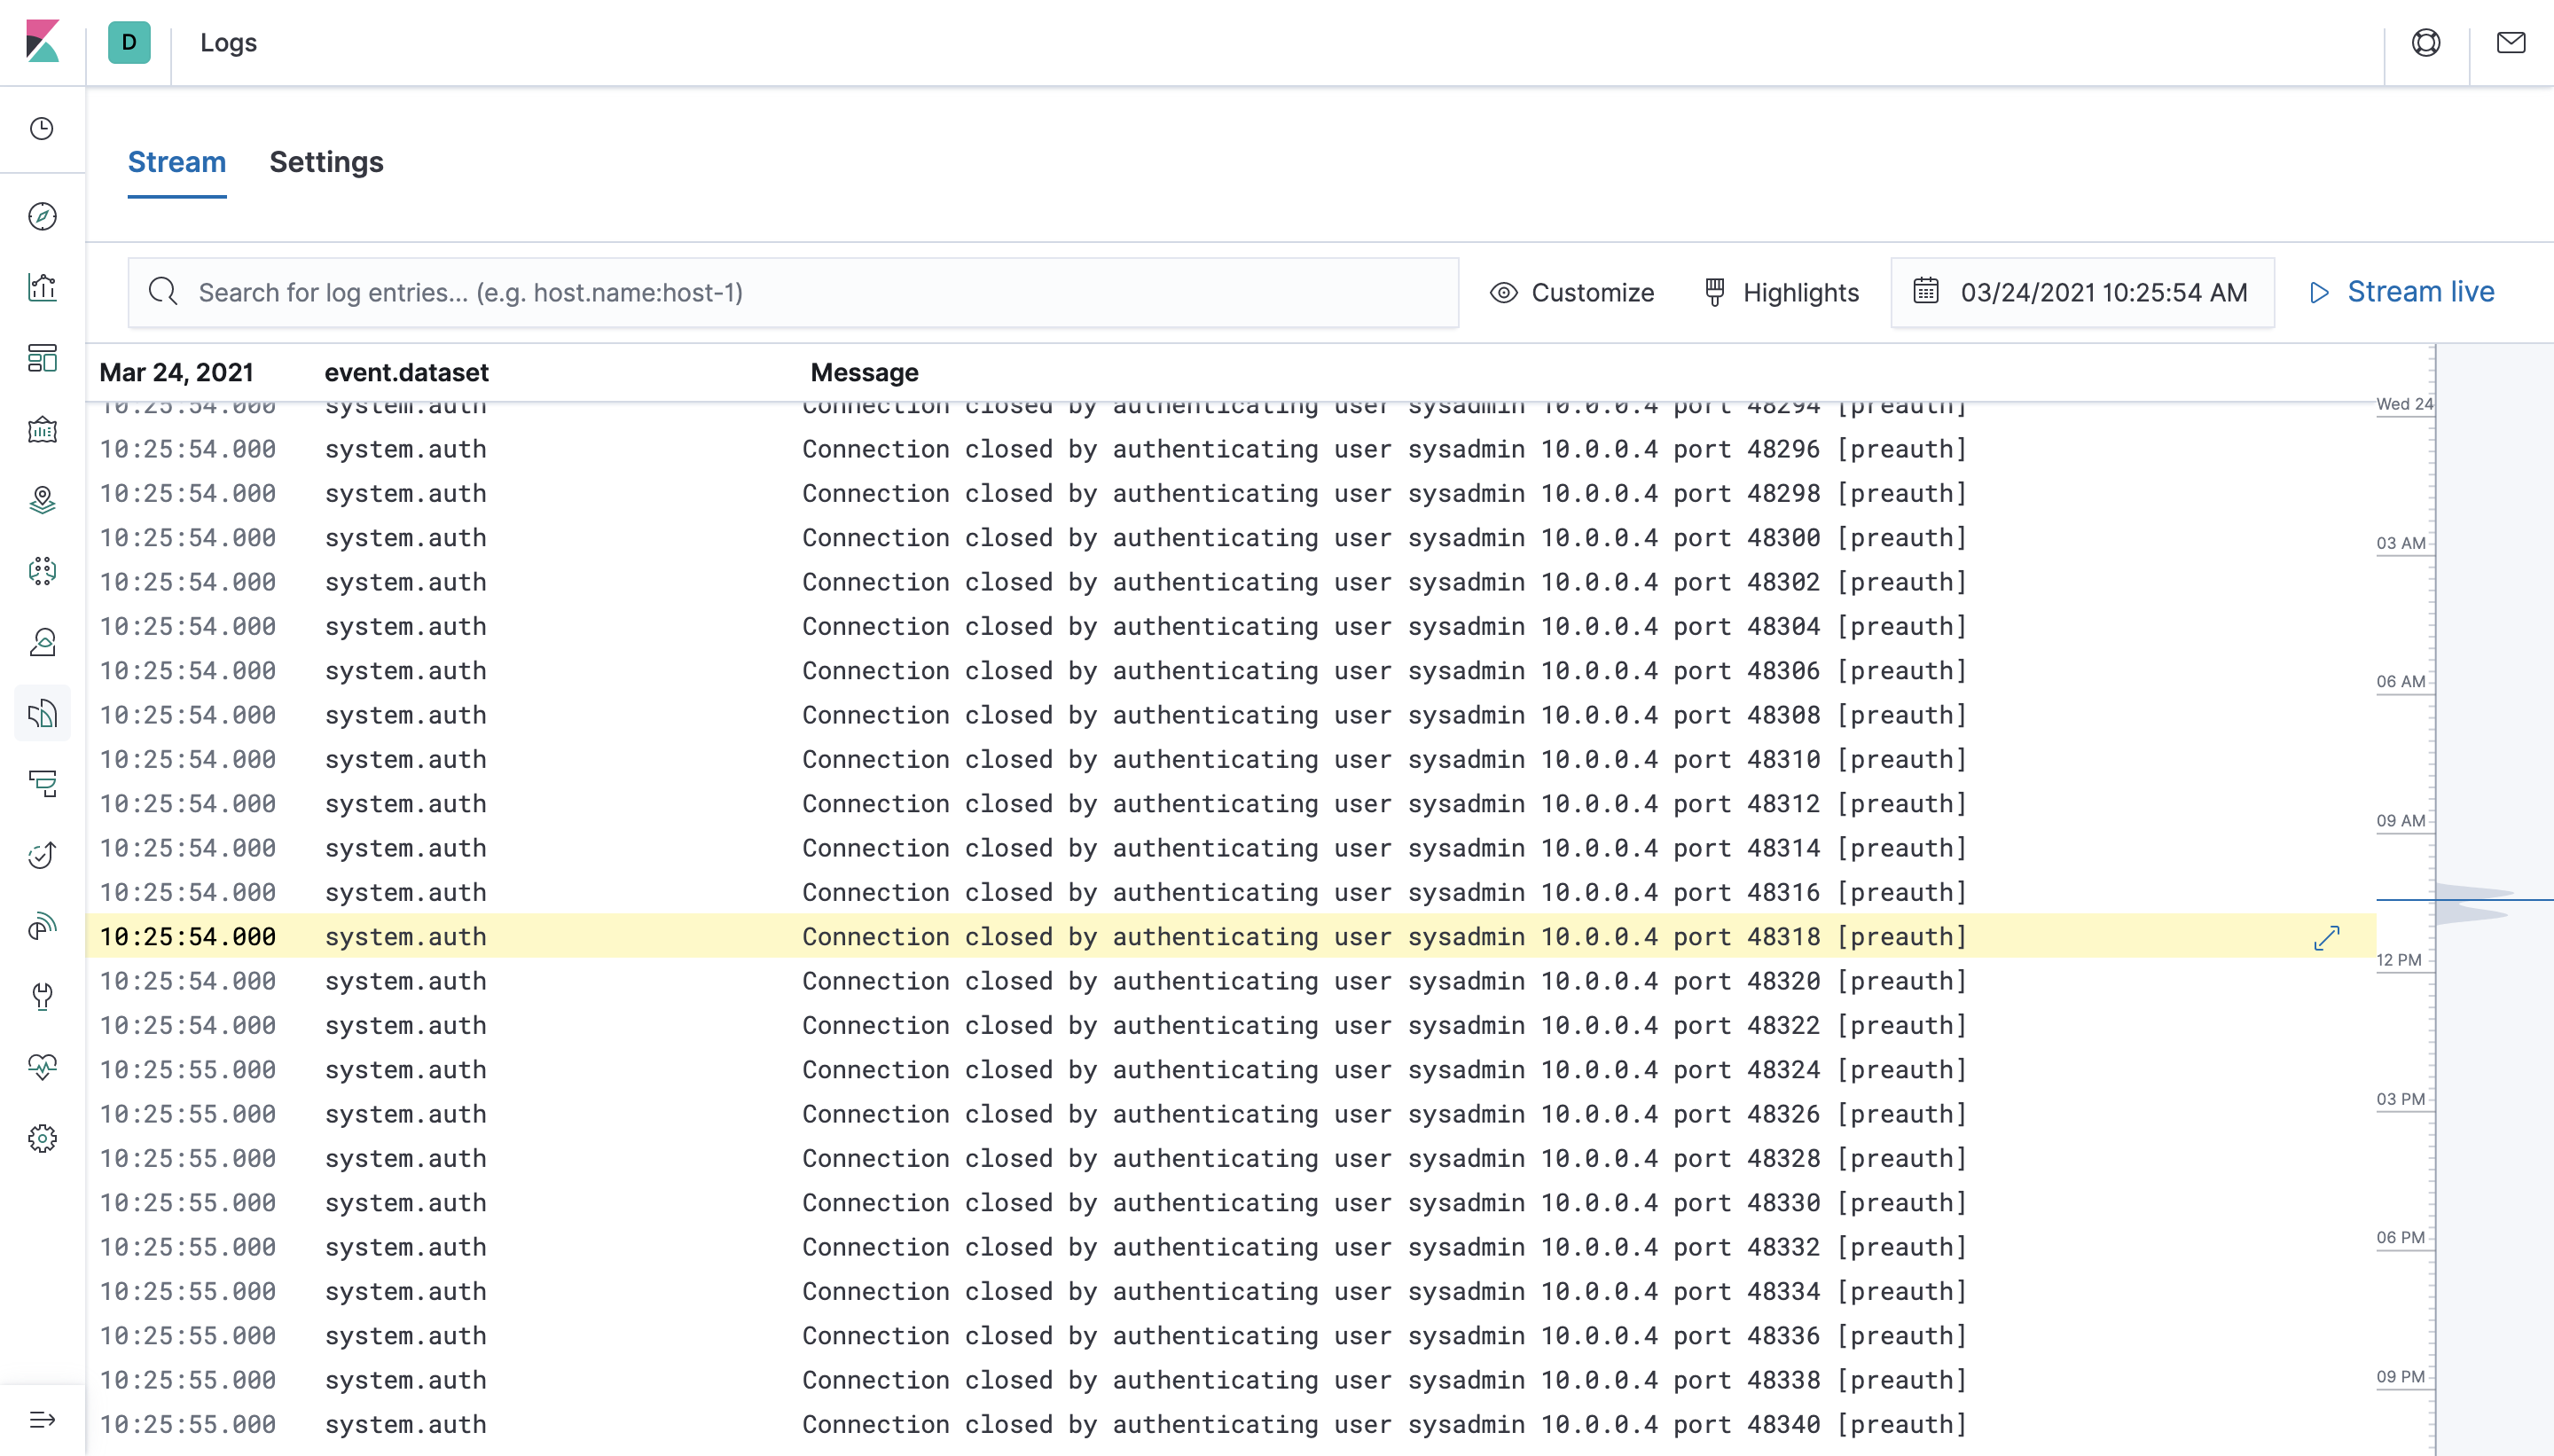 D Logs
Stream Settings
Search for log entries... (e.g. host.name:host-1) Customize Highlights 03/24/2021 10:25:54 AM Stream live
Mar 24, 2021 event.dataset Message
10:25:54.000 system.auth Connection closed by authenticating user sysadmin 10.0.0.4 port 48294 [preauth]
Wed 24
10:25:54.000 system.auth Connection closed by authenticating user sysadmin 10.0.0.4 port 48296 [preauth]
10:25:54.000 system.auth Connection closed by authenticating user sysadmin 10.0.0.4 port 48298 [preauth]
10:25:54.000 system.auth Connection closed by authenticating user sysadmin 10.0.0.4 port 48300 [preauth]
03 AM
10:25:54.000 system.auth Connection closed by authenticating user sysadmin 10.0.0.4 port 48302 [preauth]
10:25:54.000 system.auth Connection closed by authenticating user sysadmin 10.0.0.4 port 48304 [preauth]
10:25:54.000 system.auth Connection closed by authenticating user sysadmin 10.0.0.4 port 48306 [preauth]
06 AM
10:25:54.000 system.auth Connection closed by authenticating user sysadmin 10.0.0.4 port 48308 [preauth]
10:25:54.000 system.auth Connection closed by authenticating user sysadmin 10.0.0.4 port 48310 [preauth]
10:25:54.000 system.auth Connection closed by authenticating user sysadmin 10.0.0.4 port 48312 [preauth]
09 AM
10:25:54.000 system.auth Connection closed by authenticating user sysadmin 10.0.0.4 port 48314 [preauth]
10:25:54.000 system.auth Connection closed by authenticating user sysadmin 10.0.0.4 port 48316 [preauth]
10:25:54.000 system.auth Connection closed by authenticating user sysadmin 10.0.0.4 port 48318 [preauth]
12 PM
10:25:54.000 system.auth Connection closed by authenticating user sysadmin 10.0.0.4 port 48320 [preauth]
10:25:54.000 system.auth Connection closed by authenticating user sysadmin 10.0.0.4 port 48322 [preauth]
10:25:55.000 system.auth Connection closed by authenticating user sysadmin 10.0.0.4 port 48324 [preauth]
03 PM
10:25:55.000 system.auth Connection closed by authenticating user sysadmin 10.0.0.4 port 48326 [preauth]
10:25:55.000 system.auth Connection closed by authenticating user sysadmin 10.0.0.4 port 48328 [preauth]
10:25:55.000 system.auth Connection closed by authenticating user sysadmin 10.0.0.4 port 48330 [preauth]
06 PM
10:25:55.000 system.auth Connection closed by authenticating user sysadmin 10.0.0.4 port 48332 [preauth]
10:25:55.000 system.auth Connection closed by authenticating user sysadmin 10.0.0.4 port 48334 [preauth]
10:25:55.000 system.auth Connection closed by authenticating user sysadmin 10.0.0.4 port 48336 [preauth]
09 PM
10:25:55.000 system.auth Connection closed by authenticating user sysadmin 10.0.0.4 port 48338 [preauth]
10:25:55.000 system.auth Connection closed by authenticating user sysadmin 10.0.0.4 port 48340 [preauth]